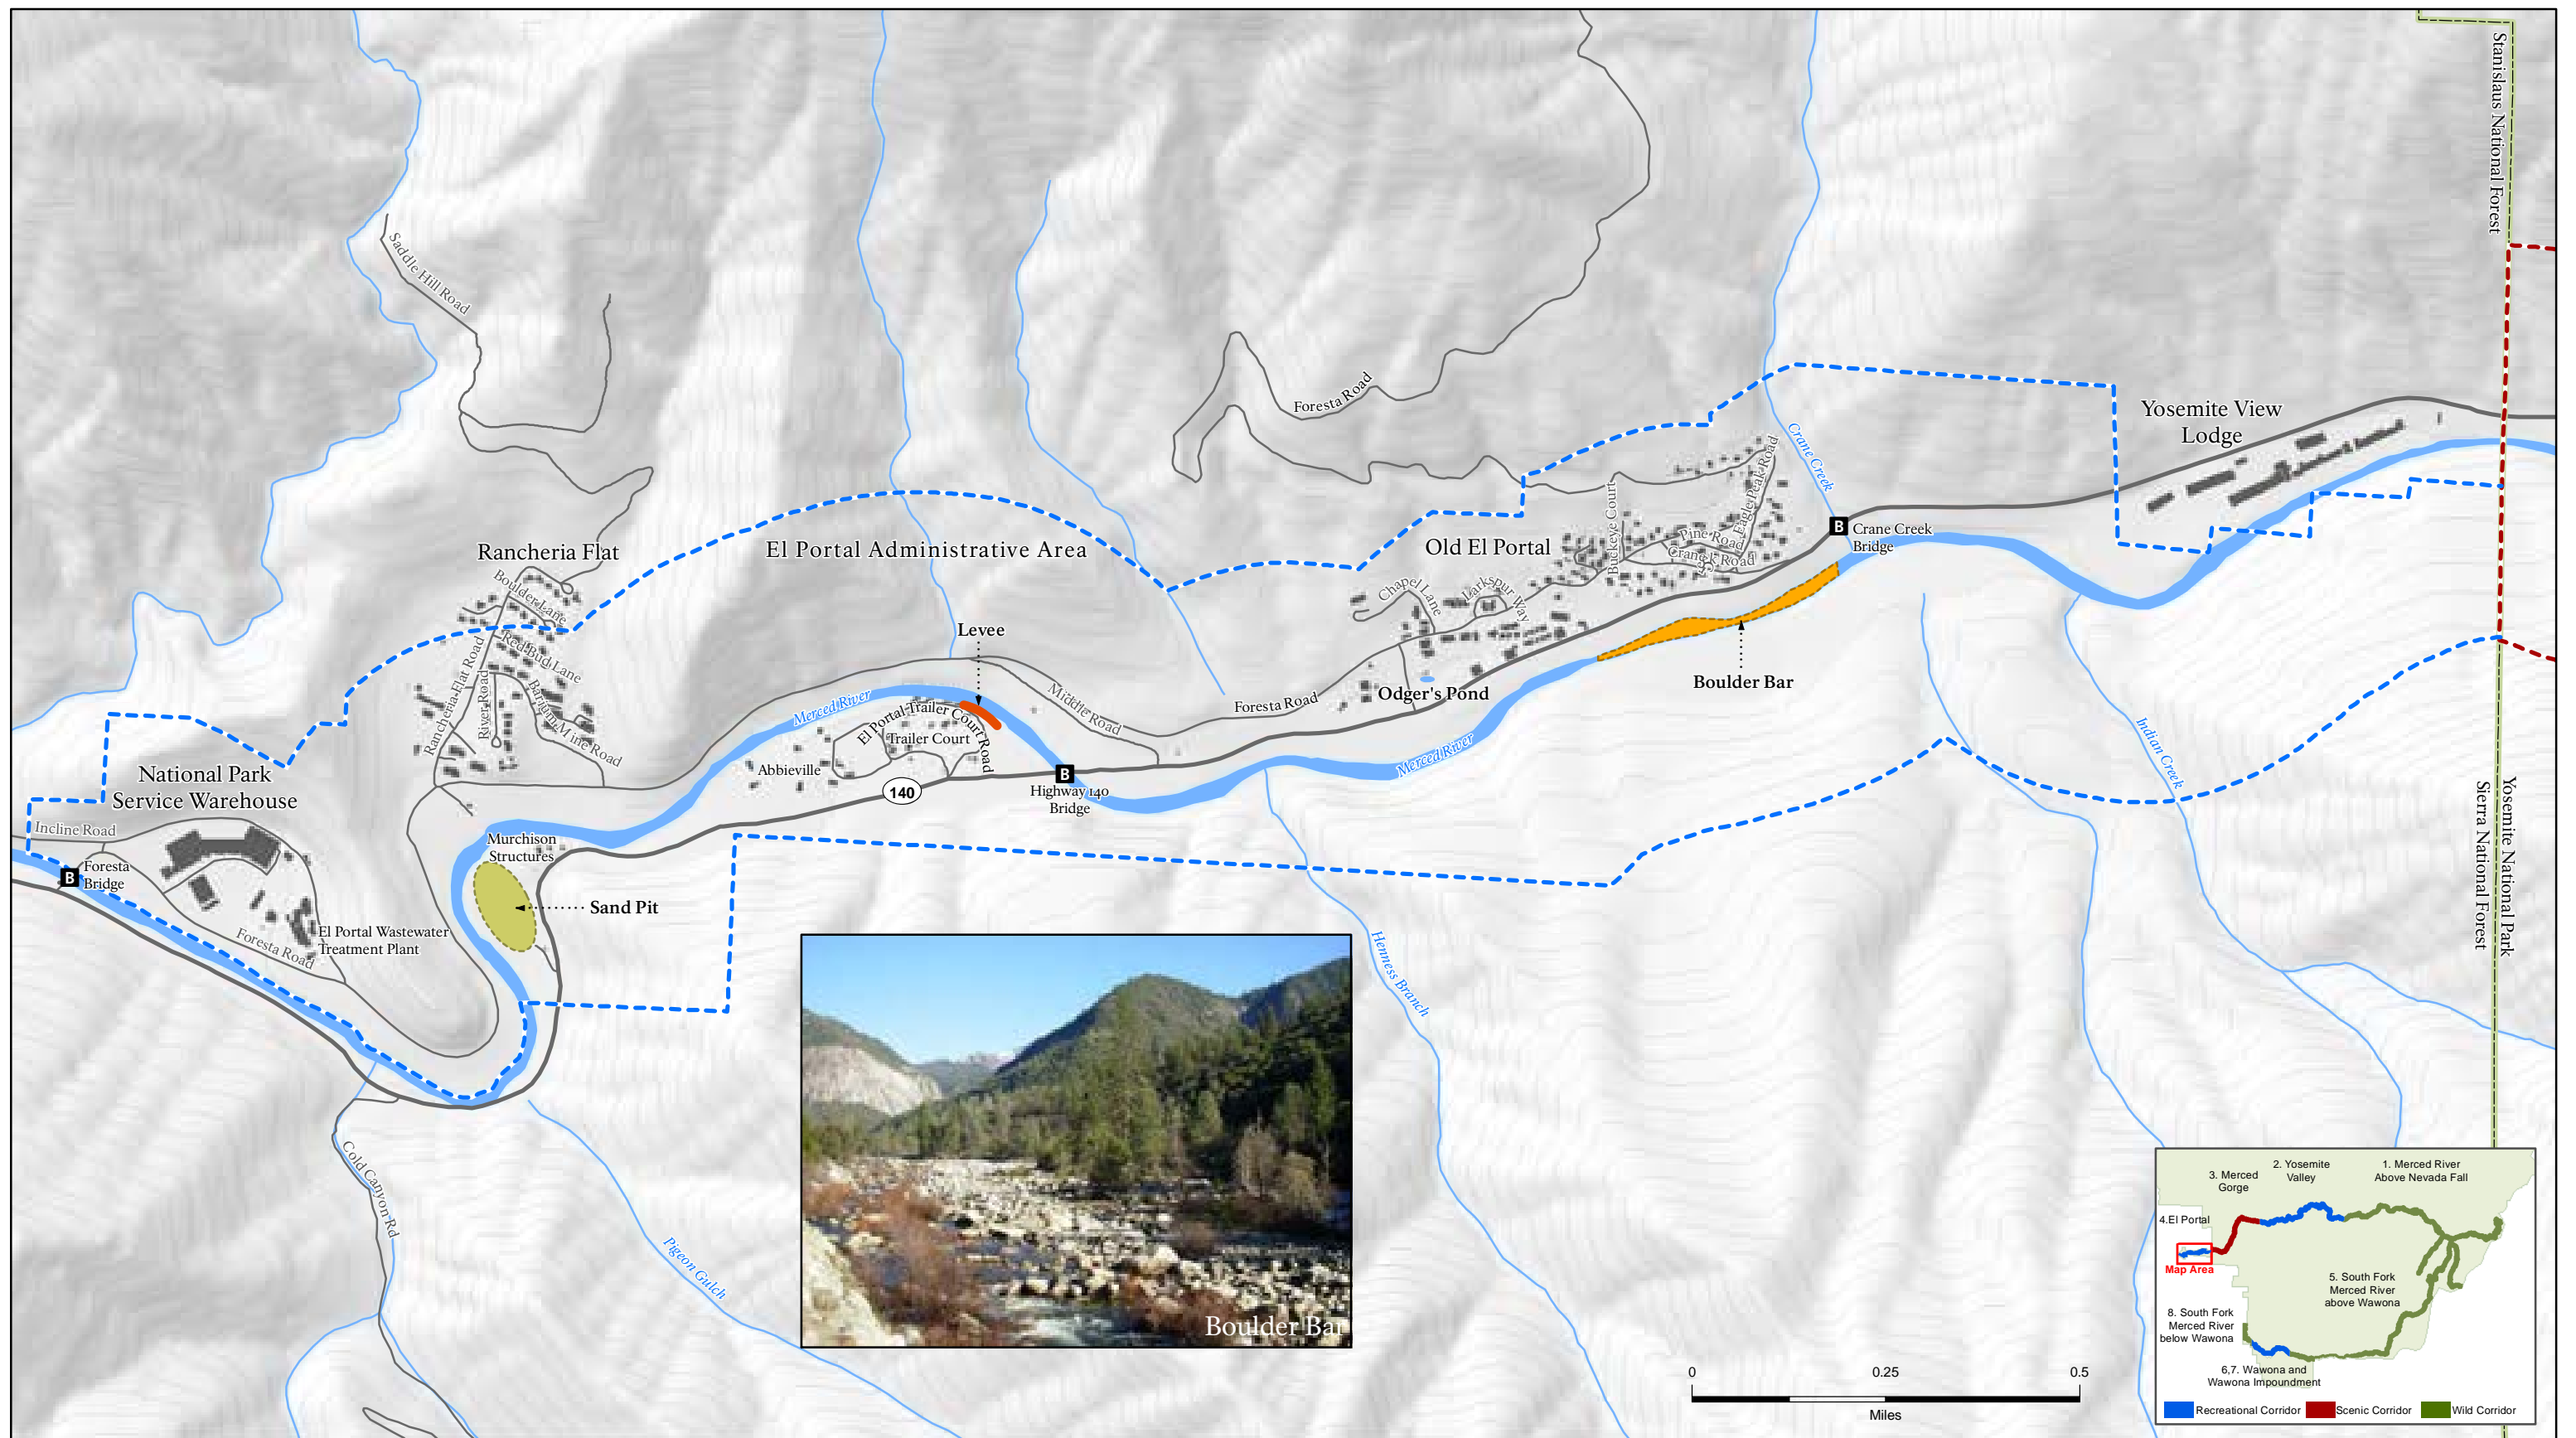 Stanislaus National Forest
Saddle Hill Road
Foresta Road
Yosemite View
Lodge
Crane Creek
Eagle Peak Road
Buckeye Court
Pine Road
Crane Creek Road
B
Crane Creek
Bridge
Rancheria Flat
El Portal Administrative Area
Old El Portal
Chapel Lane
Larkspur Way
Boulder Lane
Red Bud Lane
Rancheria Flat Road
River Road
Barium Mine Road
Levee
Merced River
El Portal Trailer Court Road
Trailer Court
Middle Road
Foresta Road
Odger's Pond
Boulder Bar
Merced River
Indian Creek
Abbieville
140
B
Highway 140
Bridge
National Park
Service Warehouse
Incline Road
Murchison
Structures
B
Foresta
Bridge
Sand Pit
El Portal Wastewater
Treatment Plant
Foresta Road
Yosemite National Park
Sierra National Forest
Henness Branch
Cold Canyon Rd
Pigeon Gulch
Boulder Bar
0
0.25
0.5
Miles
1. Merced River
Above Nevada Fall
2. Yosemite
Valley
3. Merced
Gorge
4.El Portal
Map Area
5. South Fork
Merced River
above Wawona
8. South Fork
Merced River
below Wawona
6,7. Wawona and
Wawona Impoundment
Recreational Corridor
Scenic Corridor
Wild Corridor